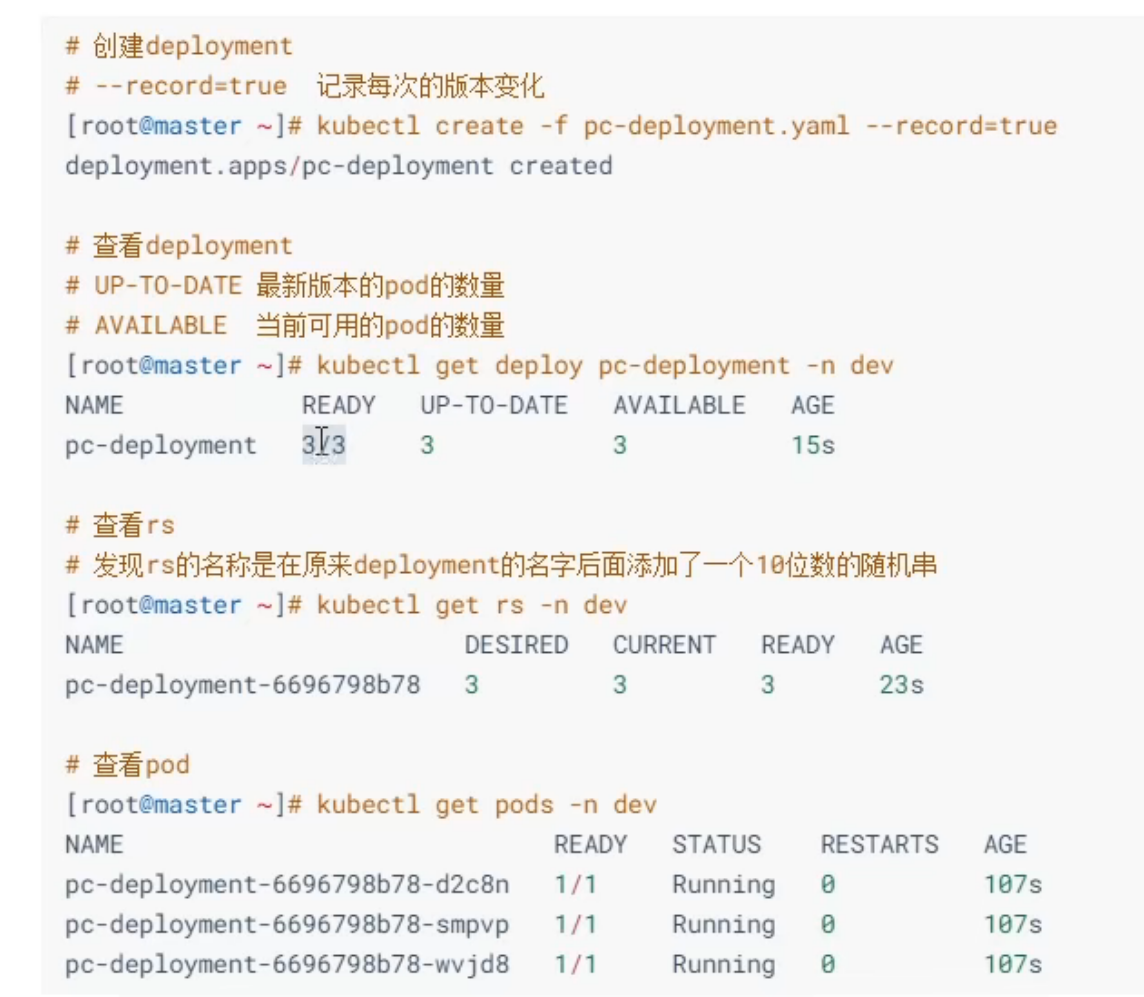 # 创建deployment
# --record=true  记录每次的版本变化
[root@master ~]# kubectl create -f pc-deployment.yaml --record=true
deployment.apps/pc-deployment created
# 查看deployment
# UP-TO-DATE 最新版本的pod的数量
# AVAILABLE  当前可用的pod的数量
[root@master ~]# kubectl get deploy pc-deployment -n dev
NAME            READY   UP-TO-DATE   AVAILABLE   AGE
pc-deployment   3/3     3            3           15s
# 查看rs
# 发现rs的名称是在原来deployment的名字后面添加了一个10位数的随机串
[root@master ~]# kubectl get rs -n dev
NAME                       DESIRED   CURRENT   READY   AGE
pc-deployment-6696798b78   3         3         3       23s
# 查看pod
[root@master ~]# kubectl get pods -n dev
NAME                             READY   STATUS    RESTARTS   AGE
pc-deployment-6696798b78-d2c8n   1/1     Running   0          107s
pc-deployment-6696798b78-smpvp   1/1     Running   0          107s
pc-deployment-6696798b78-wvjd8   1/1     Running   0          107s